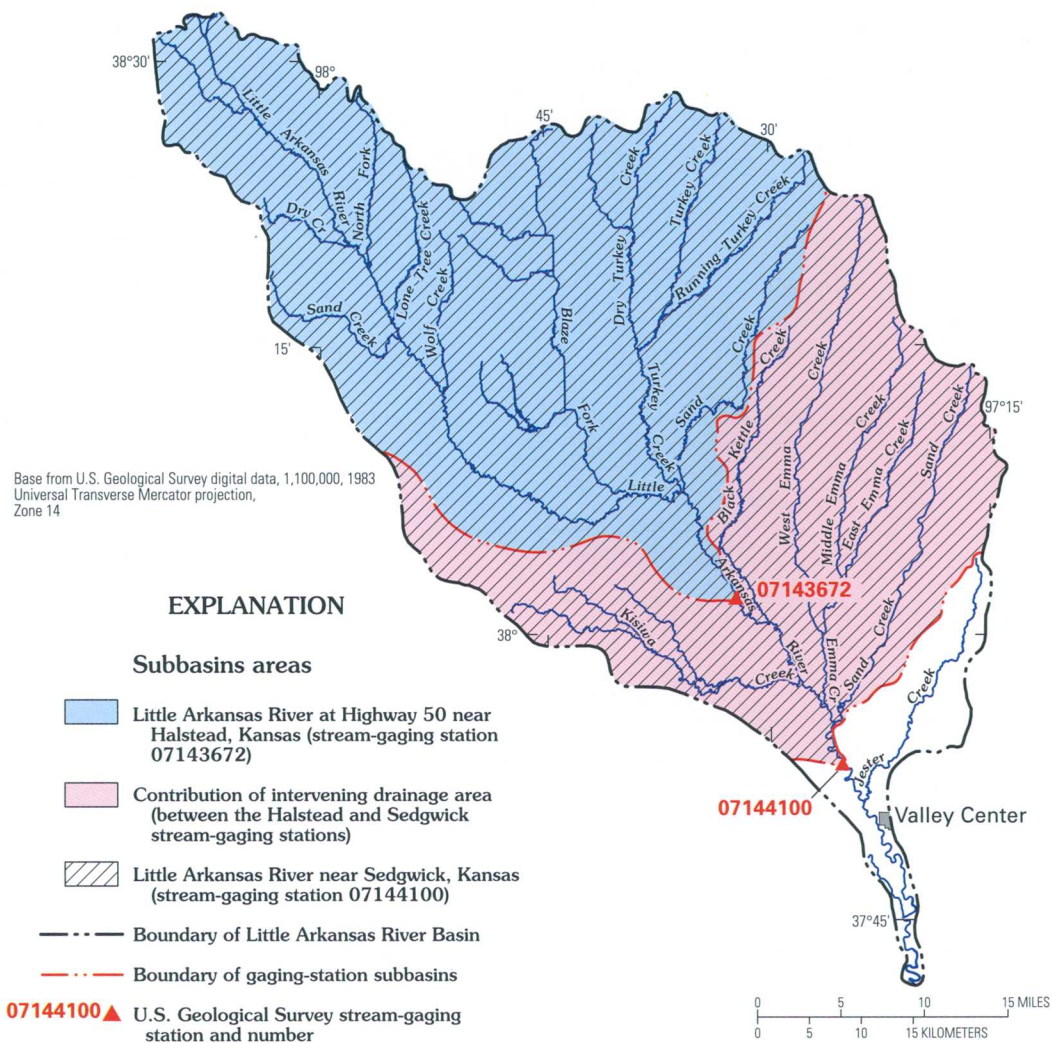 38°30'
98°
45'
30'
Little Arkansas River
North Fork
Dry Cr
Lone Tree Creek
Wolf Creek
Sand Creek
15'
Blaze Fork
Dry Turkey Creek
Turkey Creek
Running Turkey Creek
Turkey Creek
Sand Creek
Black Kettle Creek
West Emma Creek
Middle Emma Creek
East Emma Creek
Sand Creek
97°15'
Little Arkansas River
07143672
Kisiwa Creek
38°
Emma Cr
Sand Creek
Jester Creek
07144100
Valley Center
37°45'
Base from U.S. Geological Survey digital data, 1,100,000, 1983
Universal Transverse Mercator projection,
Zone 14
EXPLANATION
Subbasins areas
Little Arkansas River at Highway 50 near
Halstead, Kansas (stream-gaging station
07143672)
Contribution of intervening drainage area
(between the Halstead and Sedgwick
stream-gaging stations)
Little Arkansas River near Sedgwick, Kansas
(stream-gaging station 07144100)
Boundary of Little Arkansas River Basin
Boundary of gaging-station subbasins
07144100 U.S. Geological Survey stream-gaging
station and number
0 5 10 15 MILES
0 5 10 15 KILOMETERS